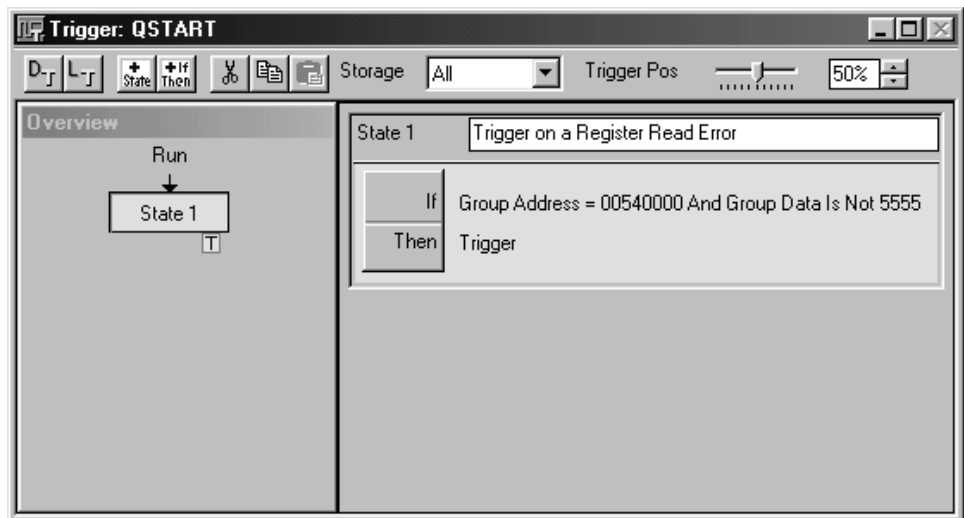 Trigger: QSTART
D L + State +If Then Storage All Trigger Pos 50%
Overview
Run
State 1
T
State 1 Trigger on a Register Read Error
If Group Address = 00540000 And Group Data Is Not 5555
Then Trigger